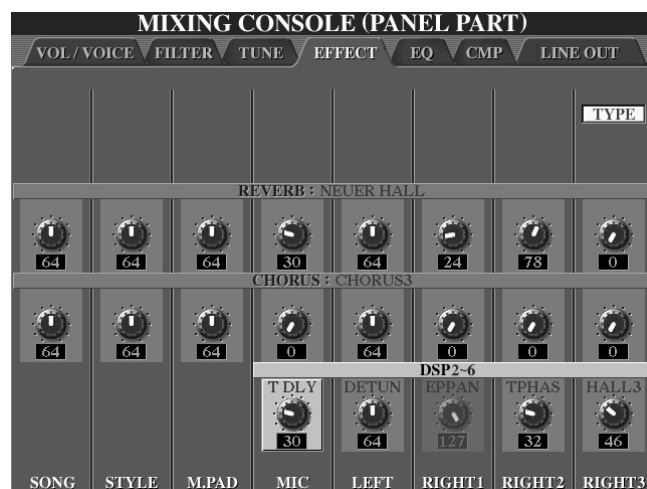 MIXING CONSOLE (PANEL PART)
VOL / VOICE FILTER TUNE EFFECT EQ CMP LINE OUT
TYPE
REVERB : NEUER HALL
64 64 64 30 64 24 78 0
CHORUS : CHORUS3
64 64 64 0 64 0 0 0
DSP2~6
T DLY DETUN EPPAN TPHAS HALL3
30 64 127 32 46
SONG STYLE M.PAD MIC LEFT RIGHT1 RIGHT2 RIGHT3